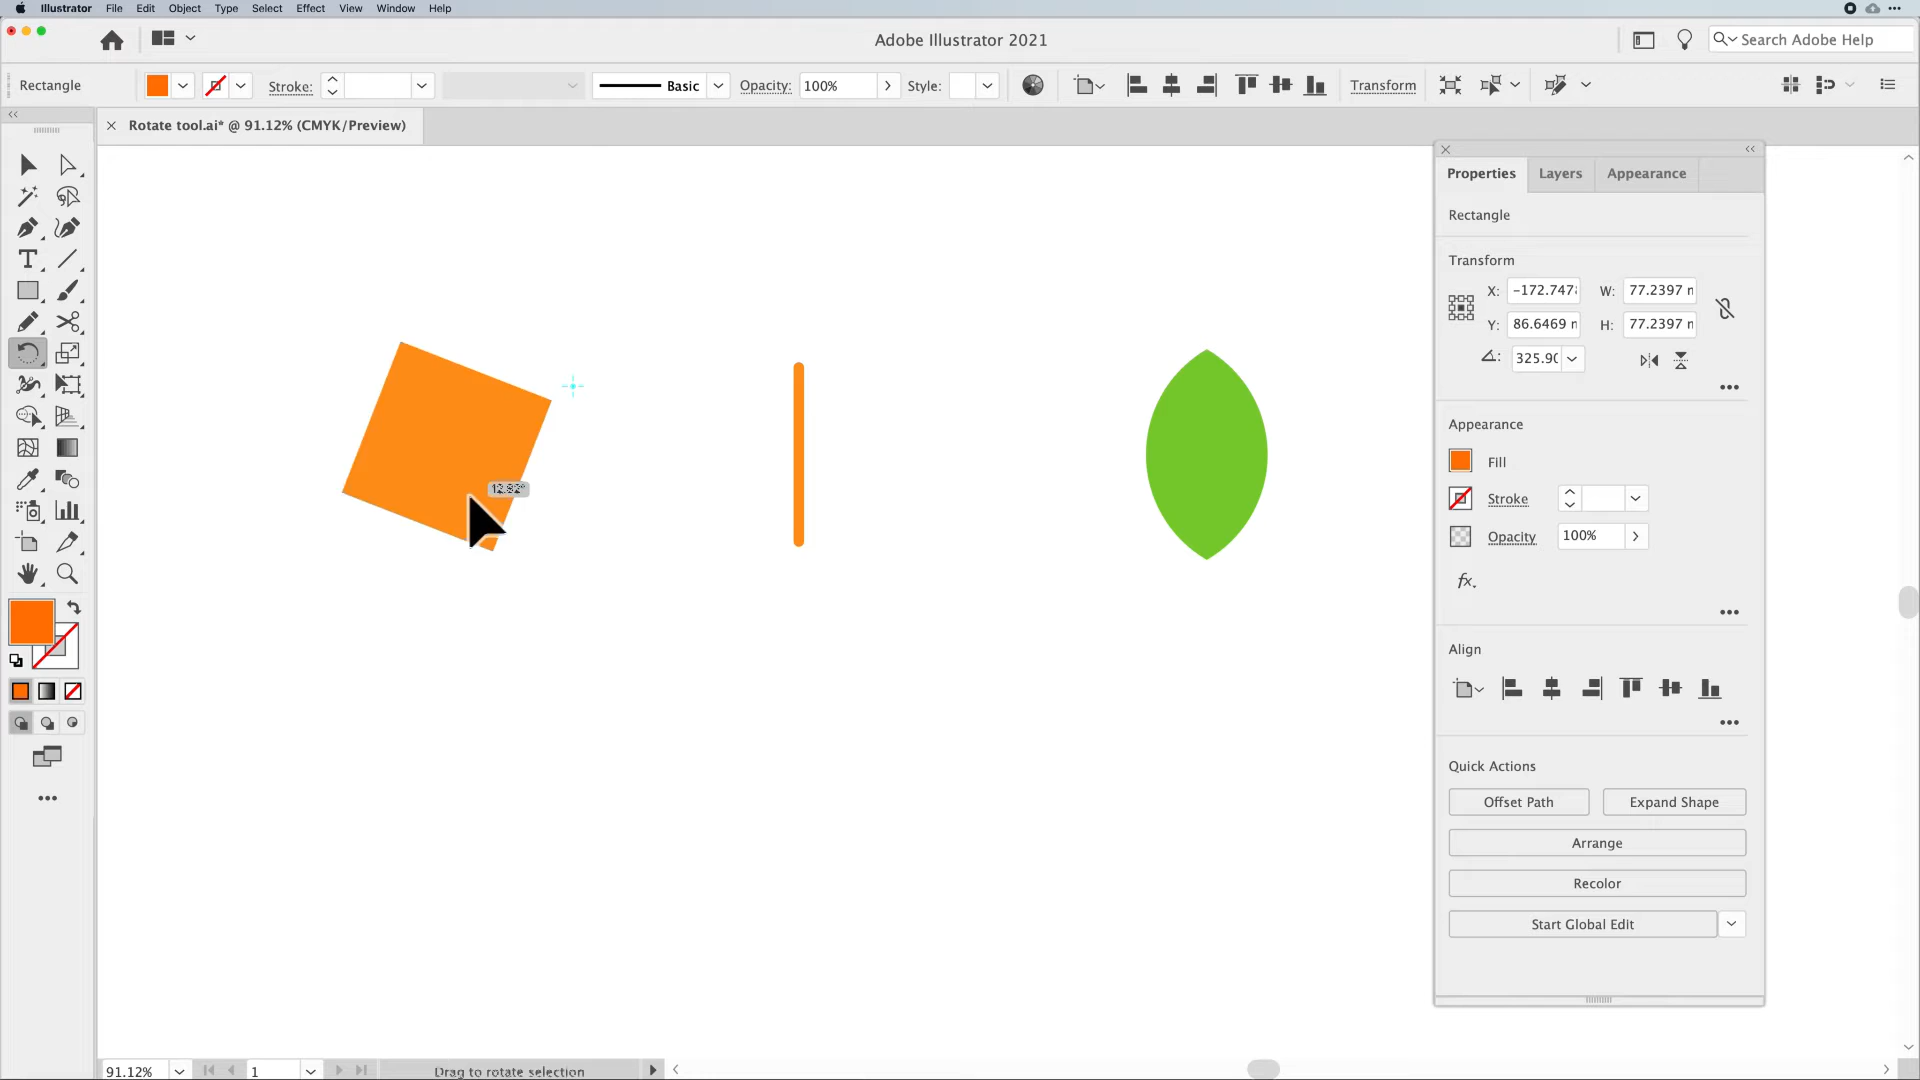 Illustrator File Edit Object Type Select Effect View Window Help
Adobe Illustrator 2021
Search Adobe Help
Rectangle
Stroke:
Basic
Opacity: 100%
Style:
Transform
Rotate tool.ai* @ 91.12% (CMYK/Preview)
Properties Layers Appearance
Rectangle
Transform
X: -172.747 W: 77.2397
Y: 86.6469 H: 77.2397
325.90
Appearance
Fill
Stroke
Opacity 100%
fx
Align
Quick Actions
Offset Path Expand Shape
Arrange
Recolor
Start Global Edit
12.92°
T
91.12% 1 Drag to rotate selection